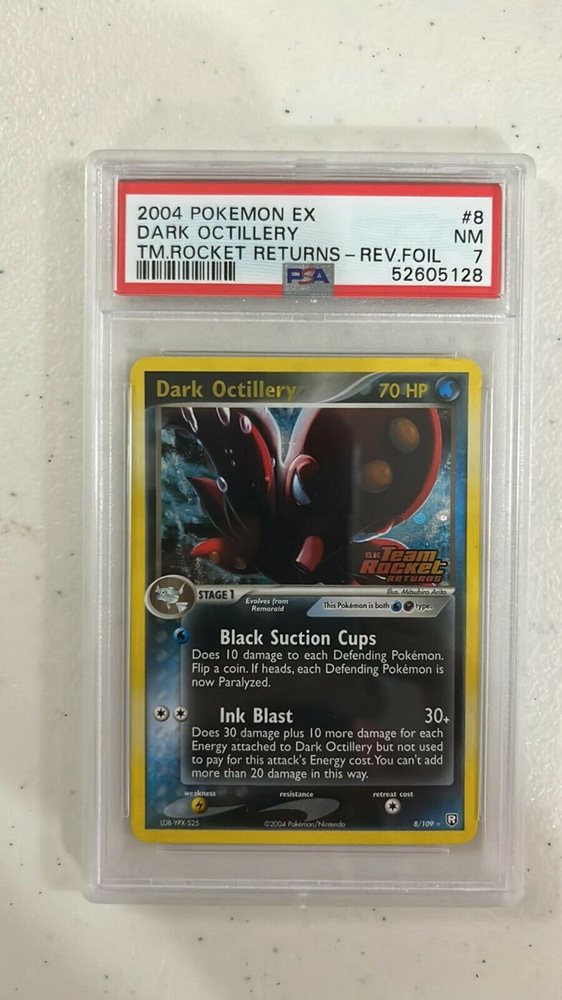 2004 POKEMON EX #8
DARK OCTILLERY NM
TM.ROCKET RETURNS - REV.FOIL 7
PSA 52605128
Dark Octillery 70 HP
EX Team
Rocket
RETURNS
Illus. Mitsuhiro Arita
STAGE 1 Evolves from
Remoraid
This Pokémon is both type.
Black Suction Cups
Does 10 damage to each Defending Pokémon.
Flip a coin. If heads, each Defending Pokémon is
now Paralyzed.
Ink Blast 30+
Does 30 damage plus 10 more damage for each
Energy attached to Dark Octillery but not used
to pay for this attack's Energy cost. You can't add
more than 20 damage in this way.
weakness resistance retreat cost
LD8-YPX-S25 ©2004 Pokémon/Nintendo 8/109 R